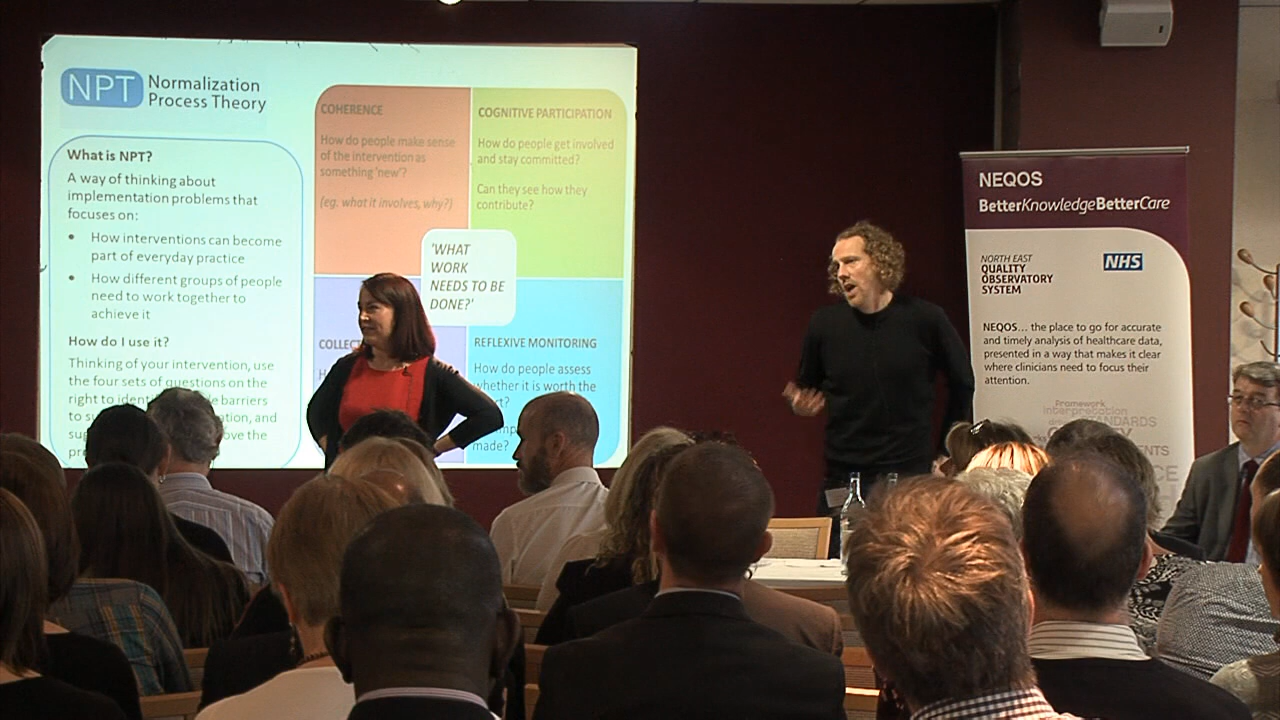 NPT Normalization
Process Theory
What is NPT?
A way of thinking about
implementation problems that
focuses on:
• How interventions can become
part of everyday practice
• How different groups of people
need to work together to
achieve it
How do I use it?
Thinking of your intervention, use
the four sets of questions on the
right to barriers
to and
the
COHERENCE
How do people make sense
of the intervention as
something 'new'?
(eg. what it involves, why?)
COGNITIVE PARTICIPATION
How do people get involved
and stay committed?
Can they see how they
contribute?
'WHAT
WORK
NEEDS TO BE
DONE?'
REFLEXIVE MONITORING
How do people assess
whether it is worth the
made?
NEQOS
BetterKnowledgeBetterCare
NORTH EAST
QUALITY
OBSERVATORY
SYSTEM
NHS
NEQOS... the place to go for accurate
and timely analysis of healthcare data,
presented in a way that makes it clear
where clinicians need to focus their
attention.
framework
interpretation
STANDARDS